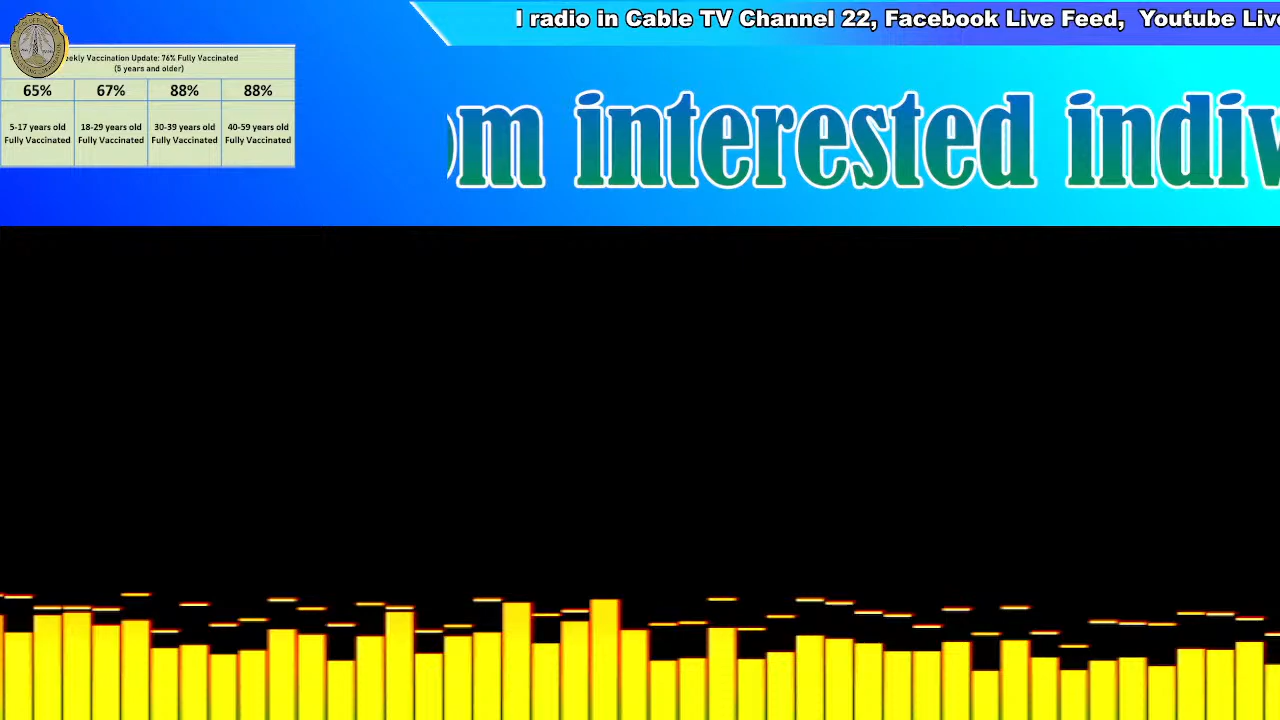 l radio in Cable TV Channel 22, Facebook Live Feed, Youtube Live
ekly Vaccination Update: 76% Fully Vaccinated
(5 years and older)
65% 67% 88% 88%
5-17 years old 18-29 years old 30-39 years old 40-59 years old
Fully Vaccinated Fully Vaccinated Fully Vaccinated Fully Vaccinated
om interested indiv